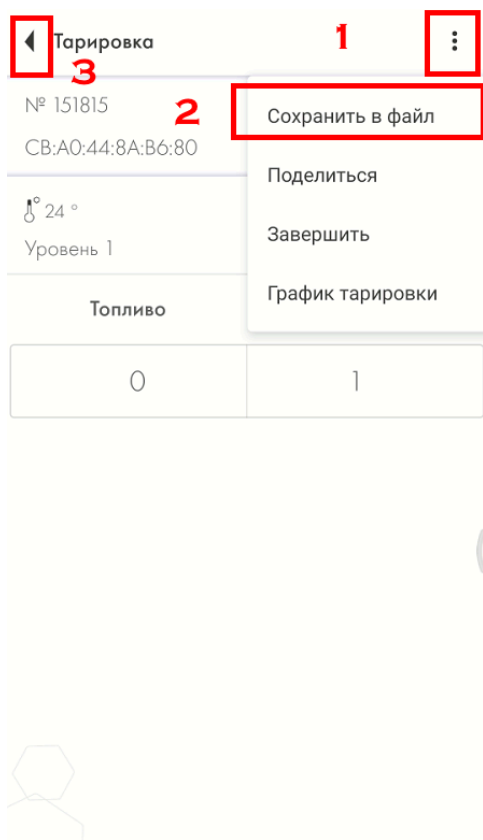 Тарировка
1
3
№ 151815
2
CB:A0:44:8A:B6:80
24 °
Уровень 1
Сохранить в файл
Поделиться
Завершить
График тарировки
Топливо
0
1